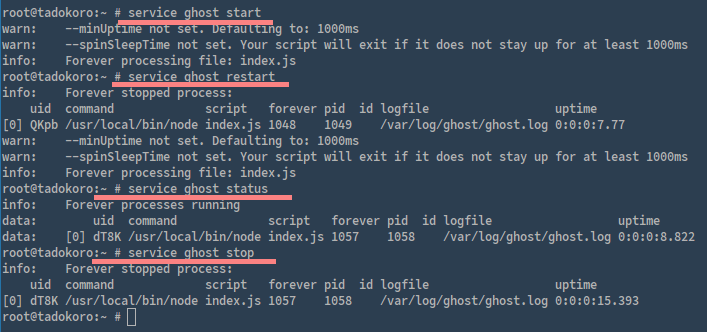 root@tadokoro:~ # service ghost start
warn:    --minUptime not set. Defaulting to: 1000ms
warn:    --spinSleepTime not set. Your script will exit if it does not stay up for at least 1000ms
info:    Forever processing file: index.js
root@tadokoro:~ # service ghost restart
info:    Forever stopped process:
    uid  command             script   forever pid  id logfile                  uptime
[0] QKpb /usr/local/bin/node index.js 1048    1049    /var/log/ghost/ghost.log 0:0:0:7.77
warn:    --minUptime not set. Defaulting to: 1000ms
warn:    --spinSleepTime not set. Your script will exit if it does not stay up for at least 1000ms
info:    Forever processing file: index.js
root@tadokoro:~ # service ghost status
info:    Forever processes running
data:        uid  command             script   forever pid  id logfile                  uptime
data:    [0] dT8K /usr/local/bin/node index.js 1057    1058    /var/log/ghost/ghost.log 0:0:0:8.822
root@tadokoro:~ # service ghost stop
info:    Forever stopped process:
    uid  command             script   forever pid  id logfile                  uptime
[0] dT8K /usr/local/bin/node index.js 1057    1058    /var/log/ghost/ghost.log 0:0:0:15.393
root@tadokoro:~ #